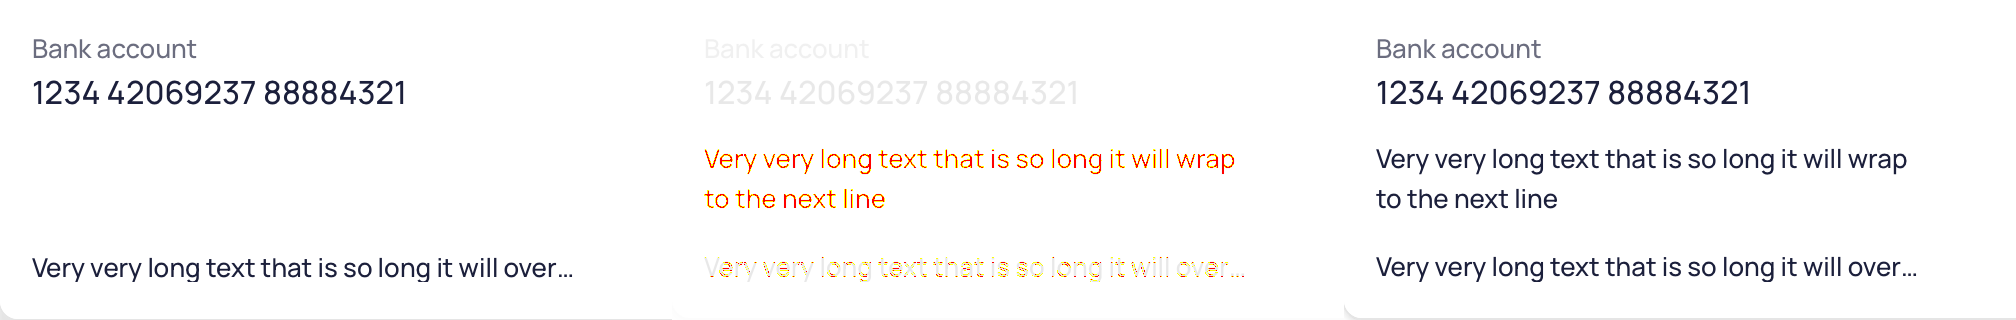 Bank account
1234 42069237 88884321
Very very long text that is so long it will over...
Bank account
1234 42069237 88884321
Very very long text that is so long it will wrap
to the next line
Very very long text that is so long it will over...
Bank account
1234 42069237 88884321
Very very long text that is so long it will wrap
to the next line
Very very long text that is so long it will over...